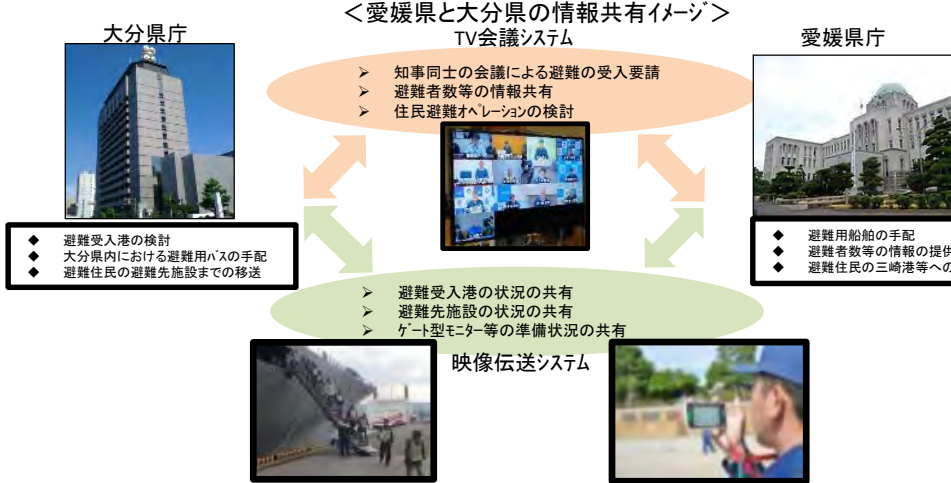 ＜愛媛県と大分県の情報共有ｲﾒｰｼﾞ＞
大分県庁
TV会議ｼｽﾃﾑ
愛媛県庁
➢ 知事同士の会議による避難の受入要請
➢ 避難者数等の情報共有
➢ 住民避難ｵﾍﾟﾚｰｼｮﾝの検討
◆ 避難受入港の検討
◆ 大分県内における避難用ﾊﾞｽの手配
◆ 避難住民の避難先施設までの移送
◆ 避難用船舶の手配
◆ 避難者数等の情報の提供
◆ 避難住民の三崎港等への
➢ 避難受入港の状況の共有
➢ 避難先施設の状況の共有
➢ ｹﾞｰﾄ型ﾓﾆﾀｰ等の準備状況の共有
映像伝送ｼｽﾃﾑ